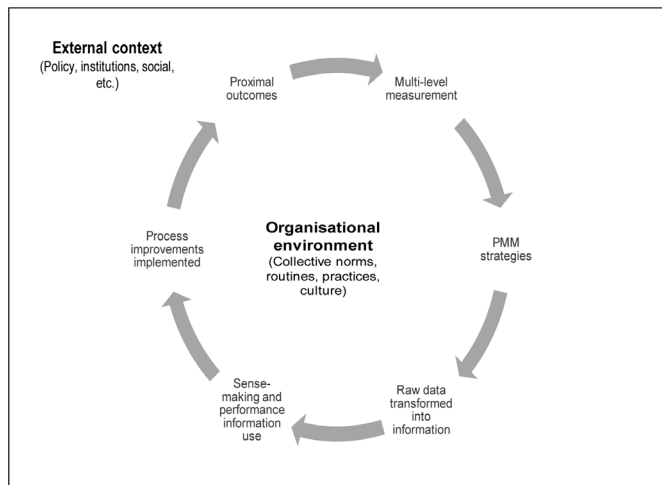 External context
(Policy, institutions, social,
etc.)
Proximal
outcomes
Multi-level
measurement
Process
improvements
implemented
Organisational
environment
(Collective norms,
routines, practices,
culture)
PMM
strategies
Sense-
making and
performance
information
use
Raw data
transformed
into
information